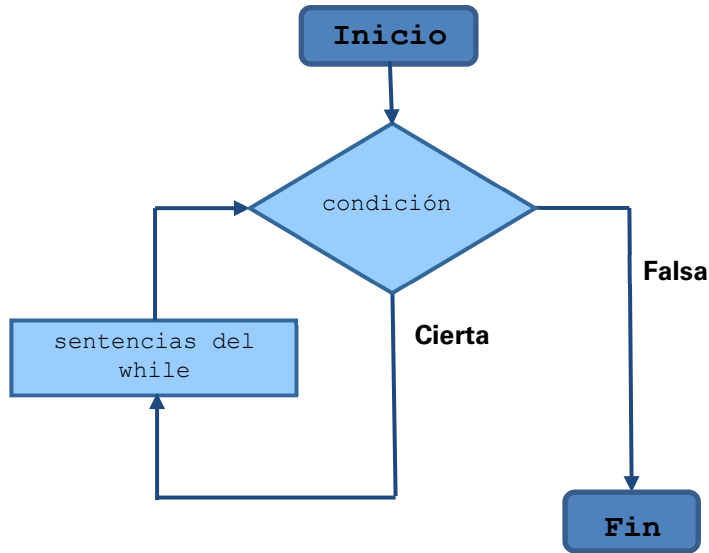 Inicio
condición
Falsa
Cierta
sentencias del
while
Fin